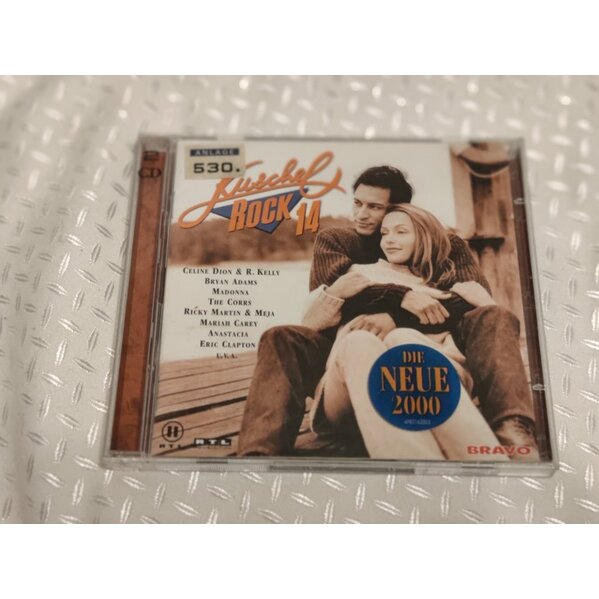 2
CD
ANLAGE
530.
Kuschel
ROCK 14
CELINE DION & R. KELLY
BRYAN ADAMS
MADONNA
THE CORRS
RICKY MARTIN & MEJA
MARIAH CAREY
ANASTACIA
ERIC CLAPTON
U.V.A.
DIE
NEUE
2000
RTL
RTL
BRAVO